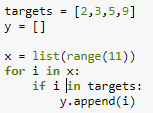 targets = [2,3,5,9]
y = []
x = list(range(11))
for i in x:
    if i in targets:
        y.append(i)